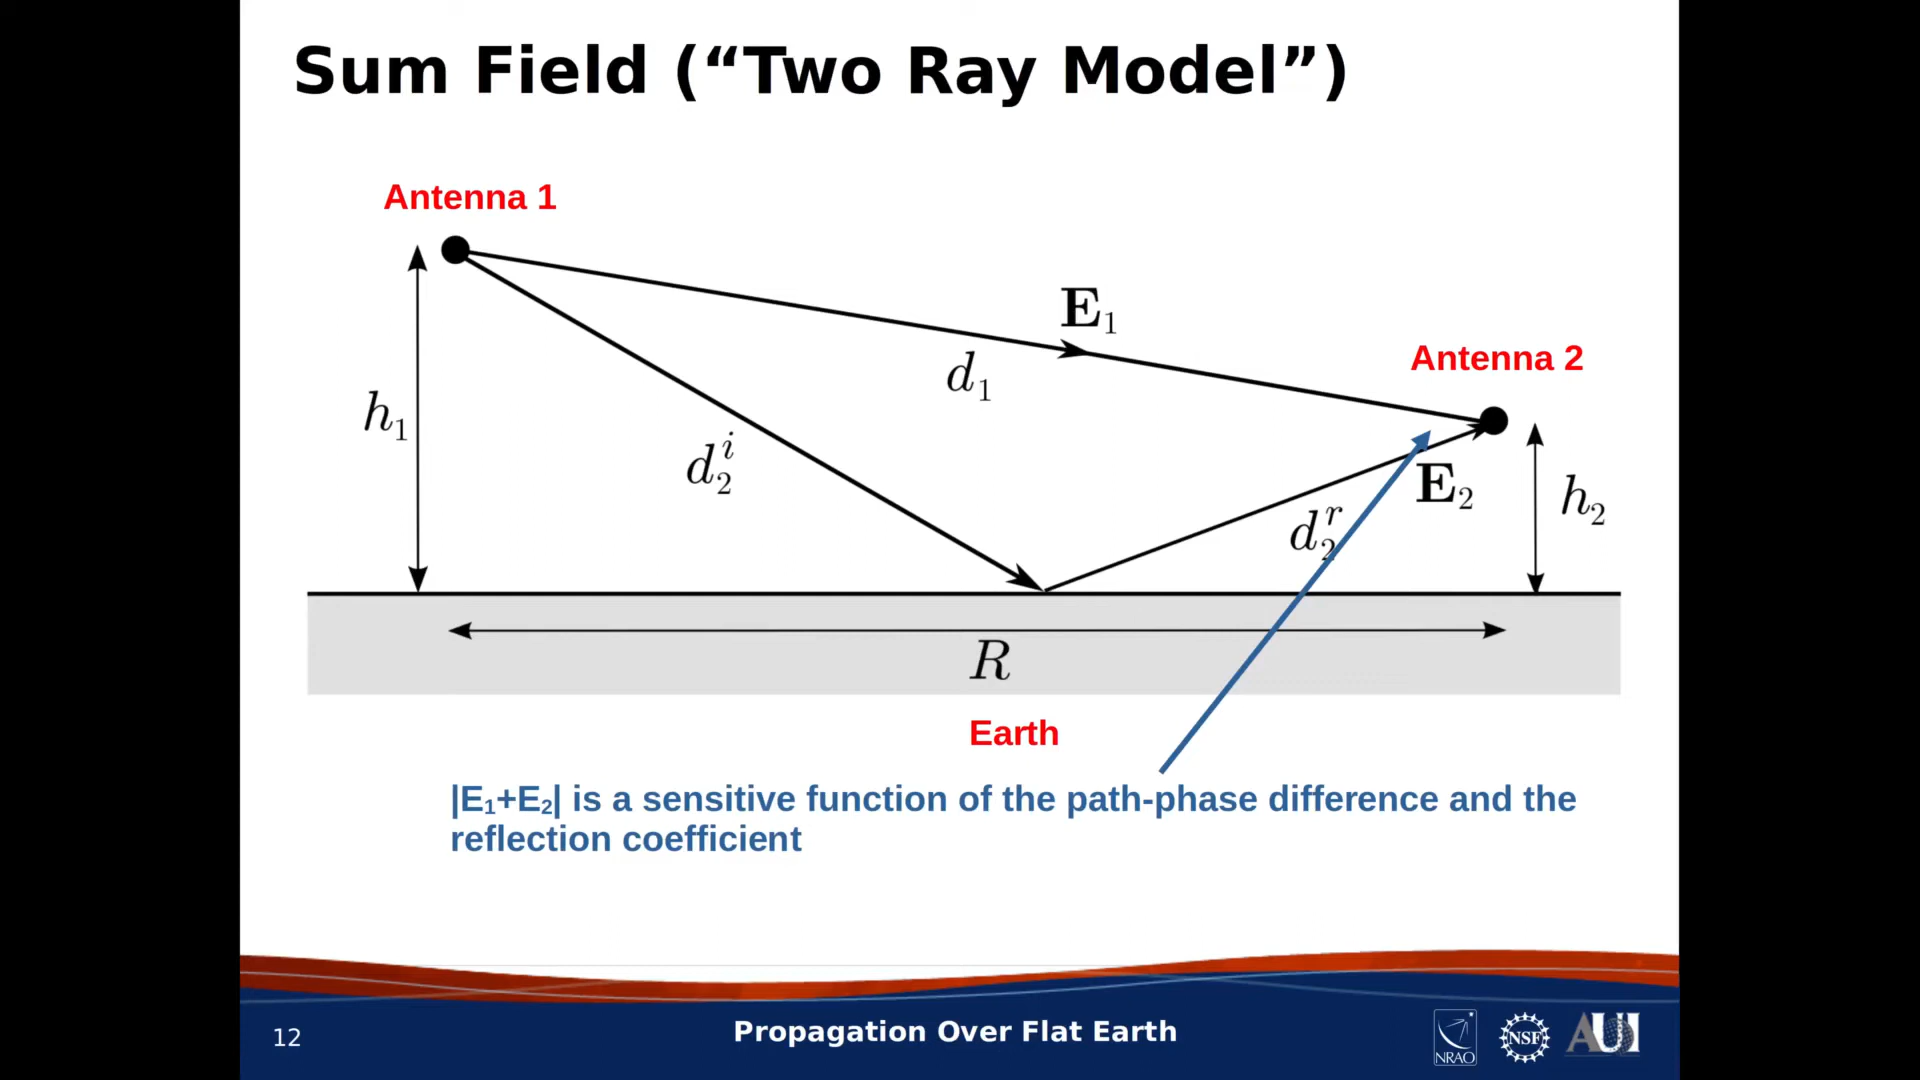 Sum Field (“Two Ray Model”)
Antenna 1
E₁
d₁
Antenna 2
h₁
d₂ⁱ
E₂
h₂
d₂ʳ
R
Earth
|E₁+E₂| is a sensitive function of the path-phase difference and the
reflection coefficient
12
Propagation Over Flat Earth
NRAO
NSF
AUI